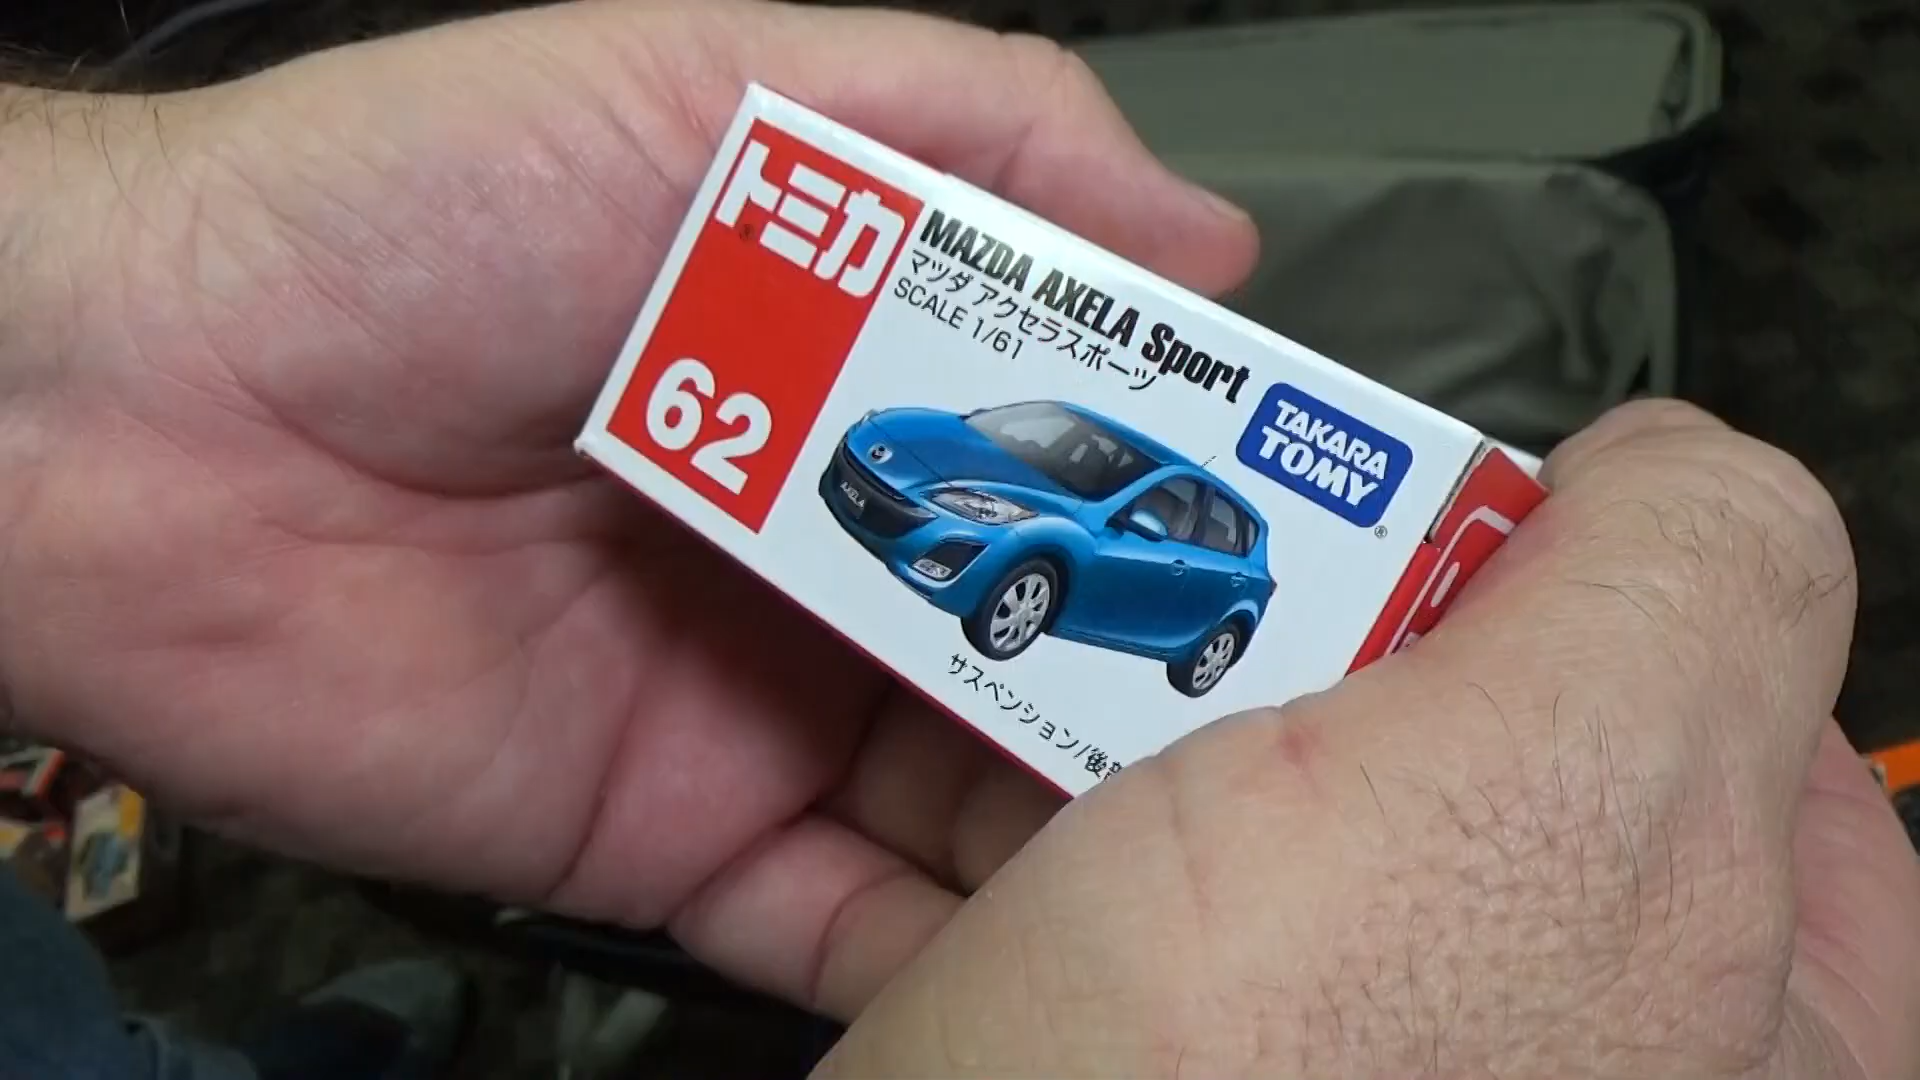 トミカ
62
MAZDA AXELA Sport
マツダ アクセラスポーツ
SCALE 1/61
TAKARA
TOMY
AXELA
サスペンション/後部